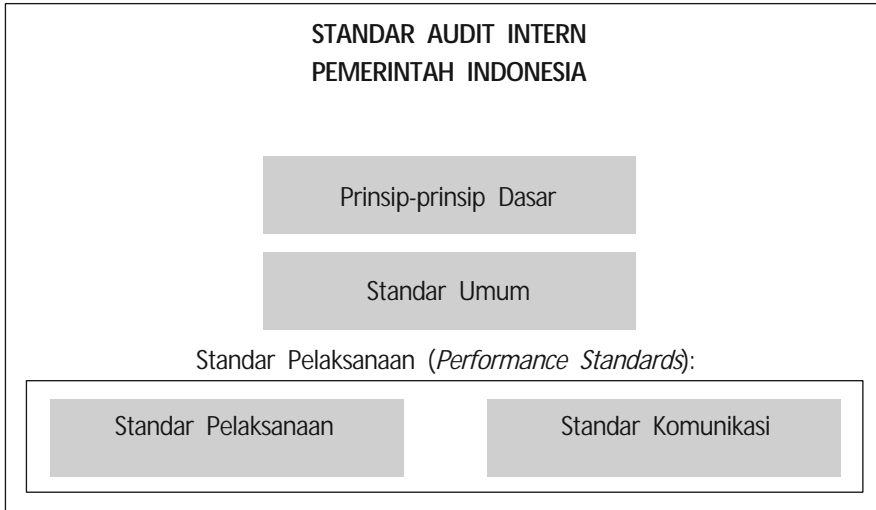 STANDAR AUDIT INTERN
PEMERINTAH INDONESIA
Prinsip-prinsip Dasar
Standar Umum
Standar Pelaksanaan (Performance Standards):
Standar Pelaksanaan
Standar Komunikasi